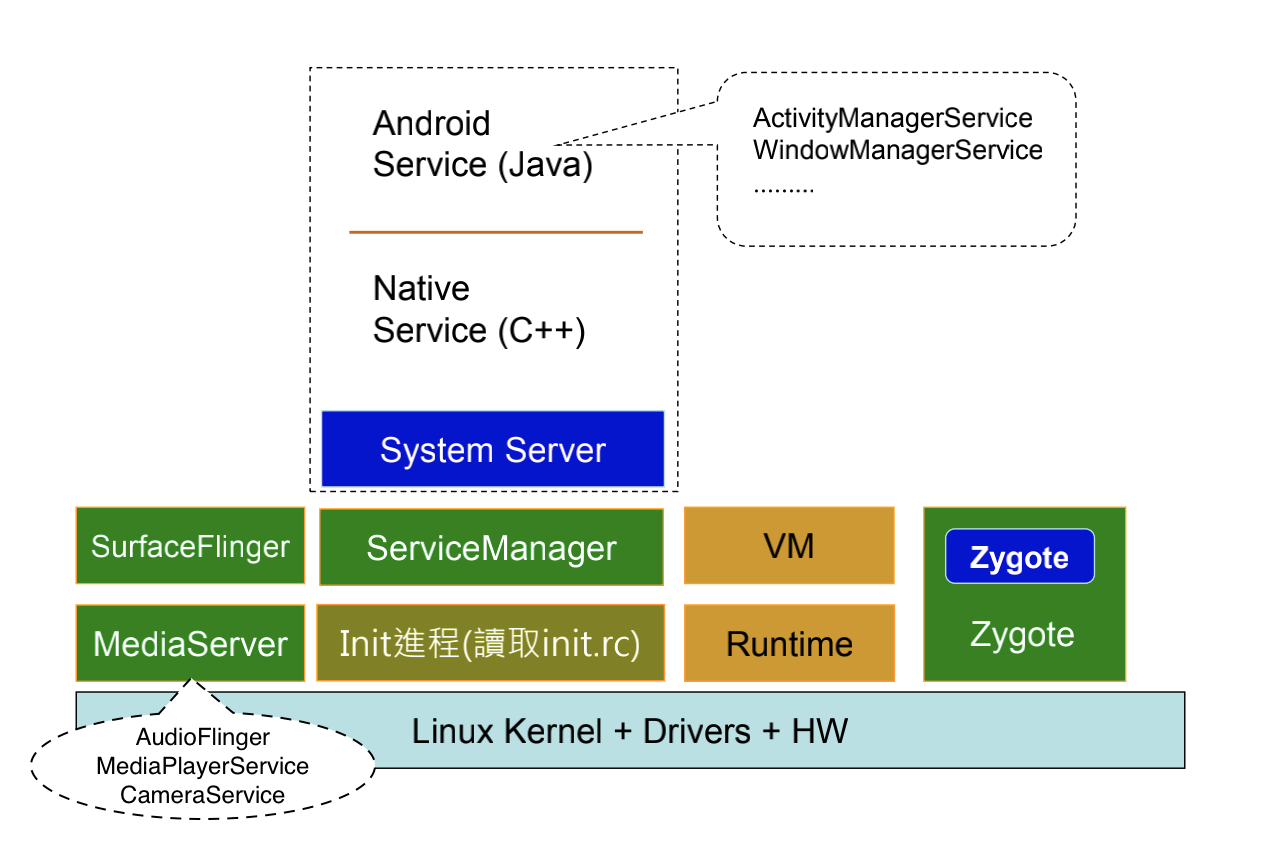 Android
Service (Java)
ActivityManagerService
WindowManagerService
.........
Native
Service (C++)
System Server
SurfaceFlinger
ServiceManager
VM
Zygote
Zygote
MediaServer
Init進程(讀取init.rc)
Runtime
Linux Kernel + Drivers + HW
AudioFlinger
MediaPlayerService
CameraService